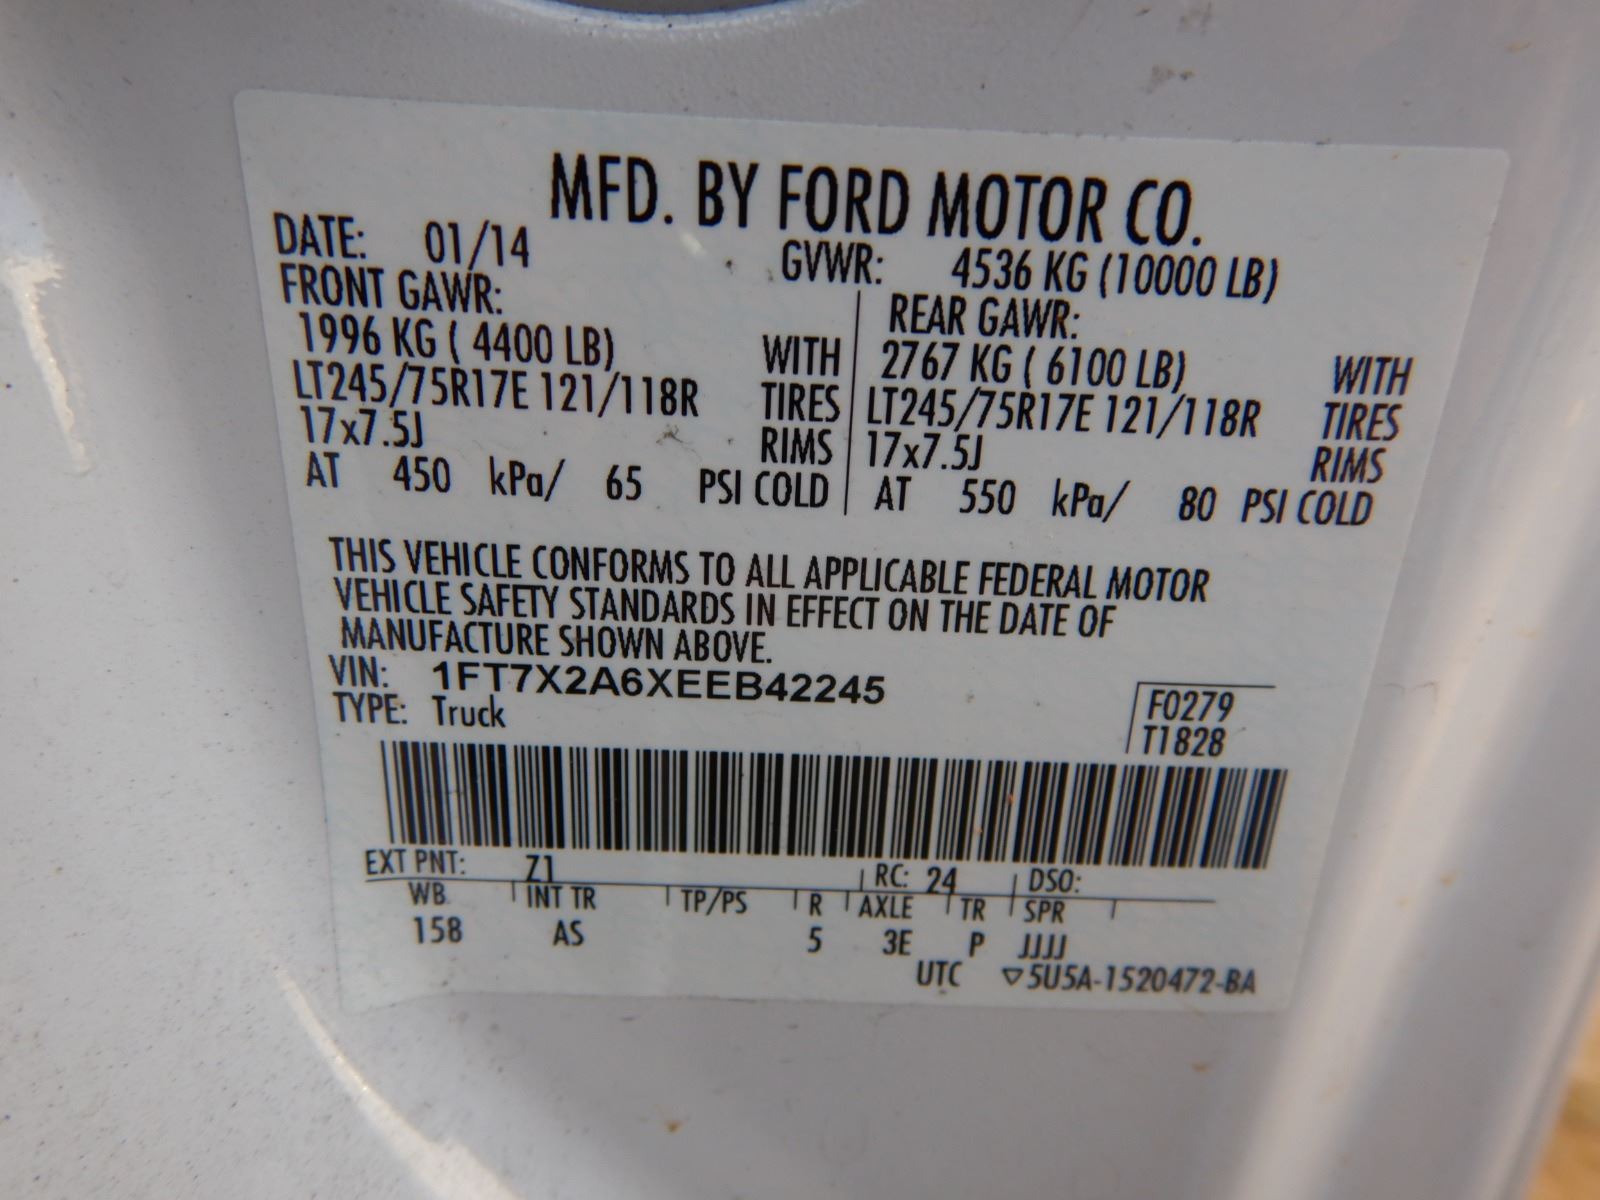 MFD. BY FORD MOTOR CO.
DATE: 01/14 GVWR: 4536 KG (10000 LB)
FRONT GAWR: REAR GAWR:
1996 KG ( 4400 LB) WITH 2767 KG ( 6100 LB) WITH
LT245/75R17E 121/118R TIRES LT245/75R17E 121/118R TIRES
17x7.5J RIMS 17x7.5J RIMS
AT 450 kPa/ 65 PSI COLD AT 550 kPa/ 80 PSI COLD
THIS VEHICLE CONFORMS TO ALL APPLICABLE FEDERAL MOTOR
VEHICLE SAFETY STANDARDS IN EFFECT ON THE DATE OF
MANUFACTURE SHOWN ABOVE.
VIN: 1FT7X2A6XEEB42245
TYPE: Truck
F0279
T1828
EXT PNT: Z1 RC: 24 DSO:
WB INT TR TP/PS R AXLE TR SPR
158 AS 5 3E P JJJJ
UTC ▽5U5A-1520472-BA